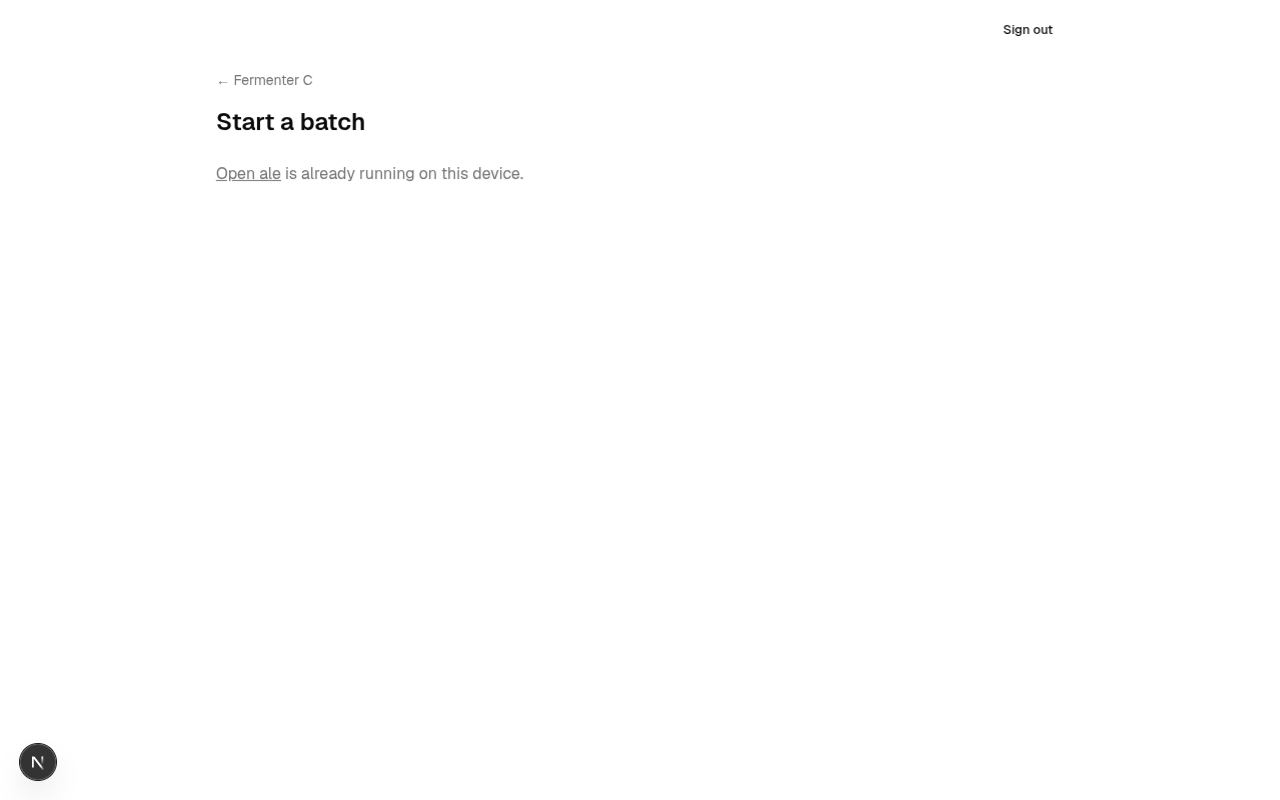 Sign out
← Fermenter C
Start a batch
Open ale is already running on this device.
N